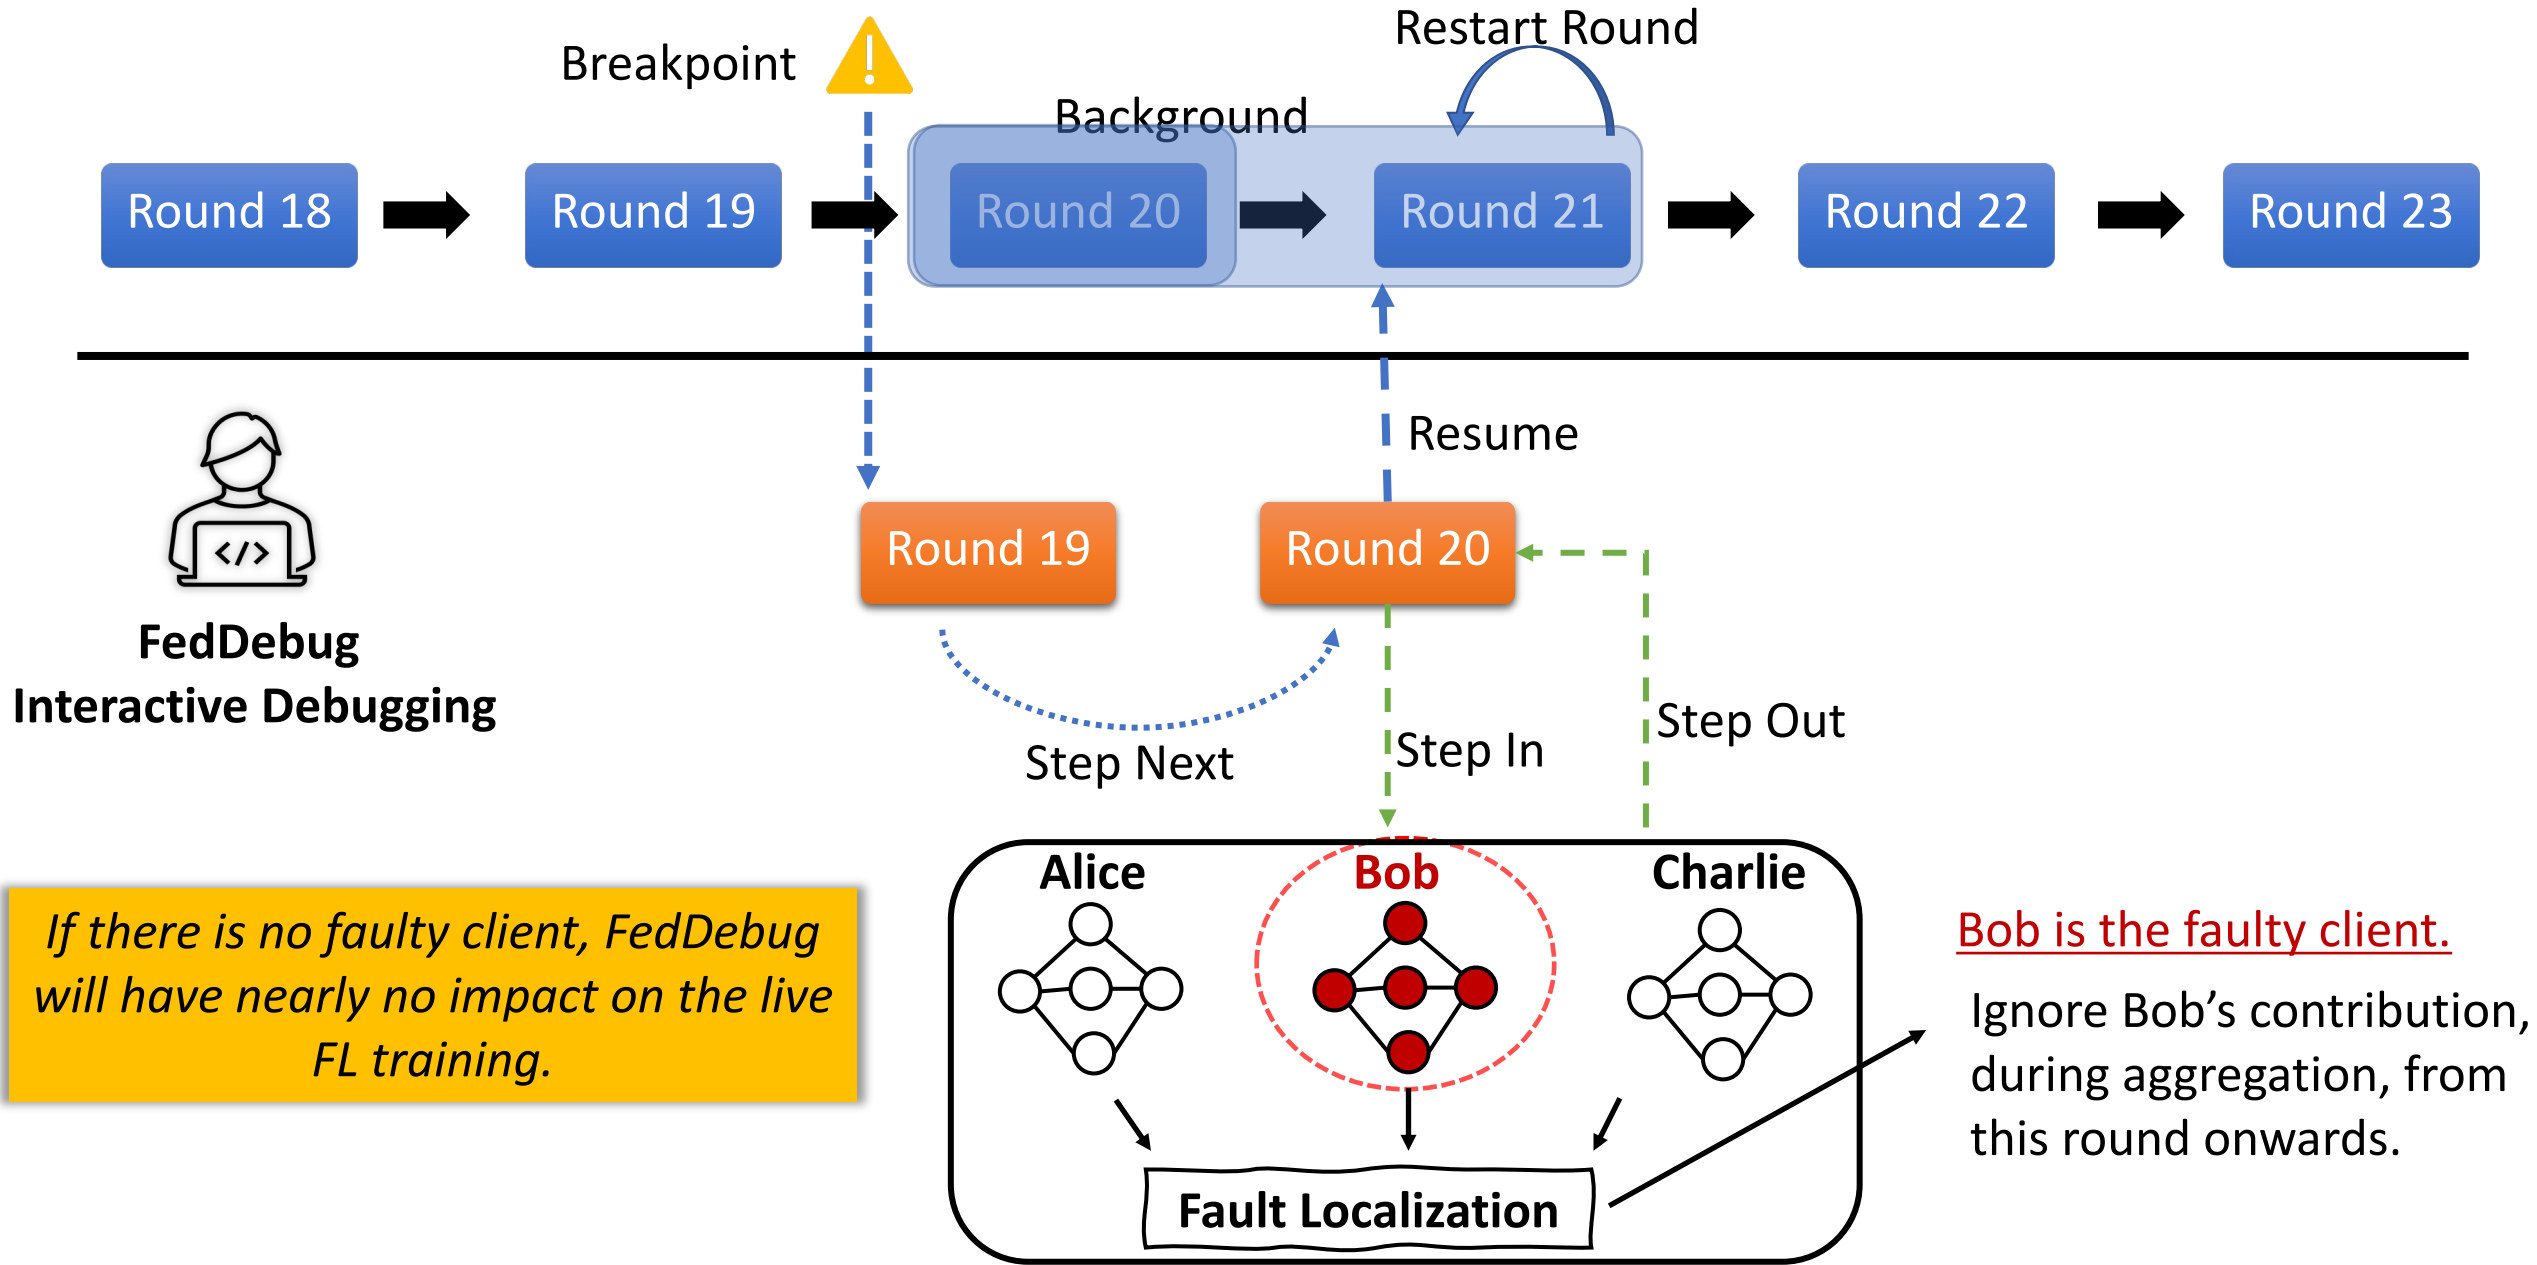 Restart Round
Breakpoint
Background
Round 18
Round 19
Round 20
Round 21
Round 22
Round 23
Resume
Round 19
Round 20
FedDebug
Interactive Debugging
Step Next
Step In
Step Out
Alice
Bob
Charlie
If there is no faulty client, FedDebug
will have nearly no impact on the live
FL training.
Bob is the faulty client.
Ignore Bob’s contribution,
during aggregation, from
this round onwards.
Fault Localization